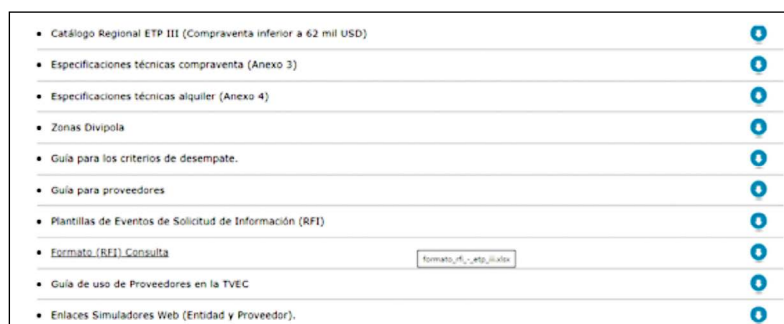 • Catálogo Regional ETP III (Compraventa inferior a 62 mil USD)
• Especificaciones técnicas compraventa (Anexo 3)
• Especificaciones técnicas alquiler (Anexo 4)
• Zonas Divipola
• Guía para los criterios de desempate.
• Guía para proveedores
• Plantillas de Eventos de Solicitud de Información (RFI)
• Formato (RFI) Consulta
formato_rfi_-_etp_iii.xlsx
• Guía de uso de Proveedores en la TVEC
• Enlaces Simuladores Web (Entidad y Proveedor).